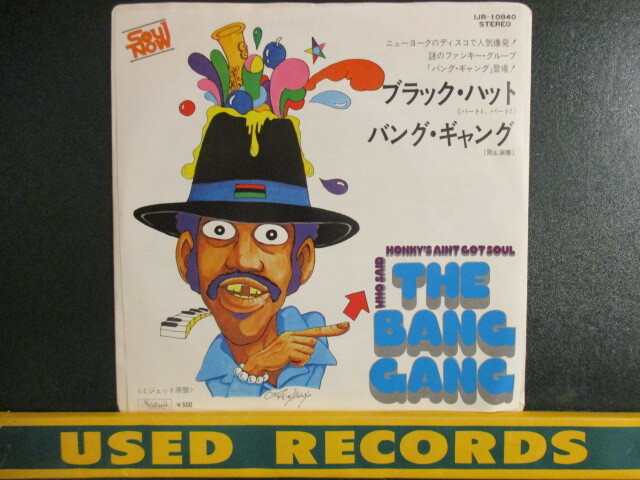 Soul NOW
IJR-10840
STEREO
ニューヨークのディスコで人気爆発!
謎のファンキー・グループ
「バング・ギャング」登場!
ブラック・ハット
(パート1、パート2)
バング・ギャング
(歌&演奏)
WHO SAID
HONKY'S AINT GOT SOUL
THE
BANG
GANG
〈ミジェット原盤〉
¥500
USED RECORDS